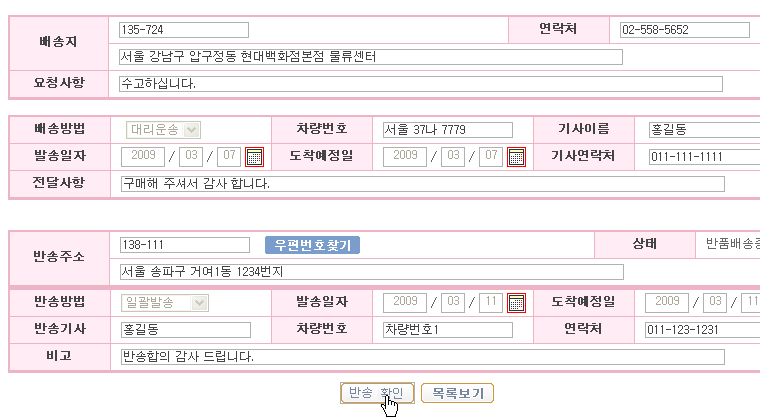 배송지 135-724 연락처 02-558-5652
서울 강남구 압구정동 현대백화점본점 물류센터
요청사항 수고하십니다.
배송방법 대리운송 차량번호 서울 37나 7779 기사이름 홍길동
발송일자 2009 / 03 / 07 도착예정일 2009 / 03 / 07 기사연락처 011-111-1111
전달사항 구매해 주셔서 감사 합니다.
반송주소 138-111 우편번호찾기 상태 반품배송중
서울 송파구 거여1동 1234번지
반송방법 일괄발송 발송일자 2009 / 03 / 11 도착예정일 2009 / 03 / 11
반송기사 홍길동 차량번호 차량번호1 연락처 011-123-1231
비고 반송합의 감사 드립니다.
반송 확인 목록보기